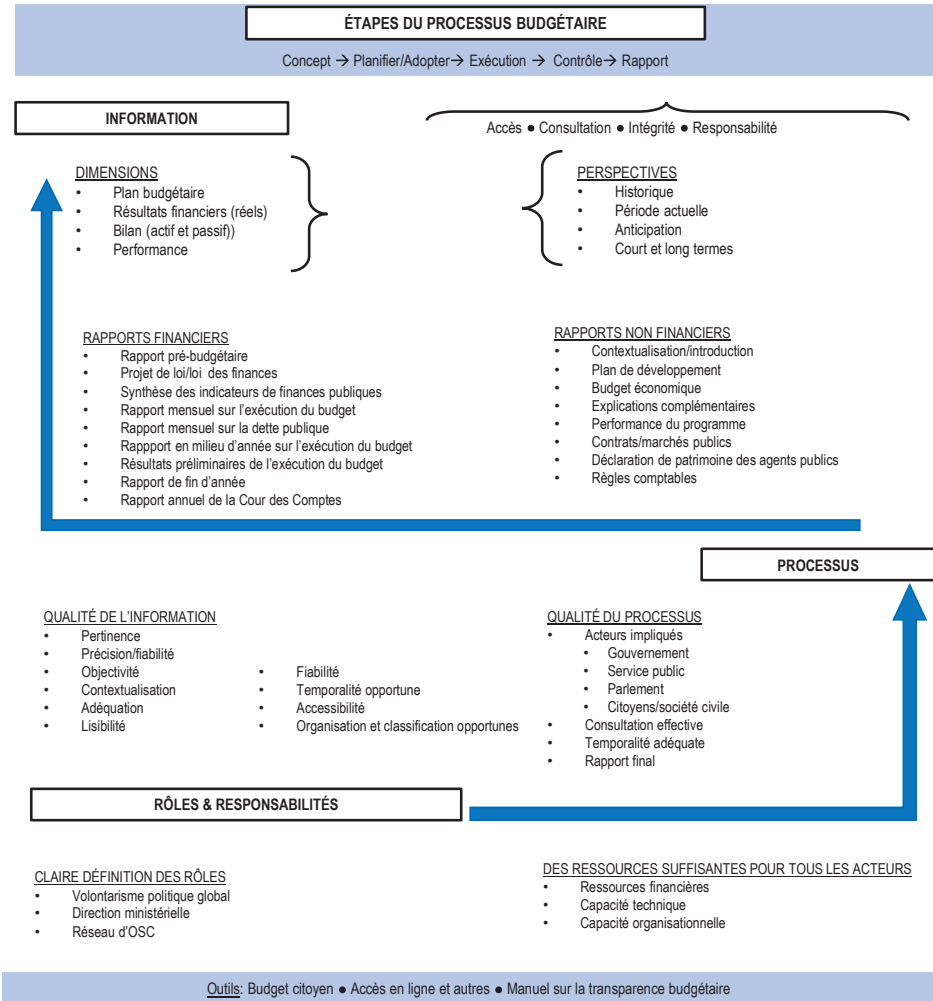 ÉTAPES DU PROCESSUS BUDGÉTAIRE
Concept → Planifier/Adopter→ Exécution → Contrôle→ Rapport
INFORMATION
Accès ● Consultation ● Intégrité ● Responsabilité
DIMENSIONS
• Plan budgétaire
• Résultats financiers (réels)
• Bilan (actif et passif))
• Performance
PERSPECTIVES
• Historique
• Période actuelle
• Anticipation
• Court et long termes
RAPPORTS FINANCIERS
• Rapport pré-budgétaire
• Projet de loi/loi des finances
• Synthèse des indicateurs de finances publiques
• Rapport mensuel sur l'exécution du budget
• Rapport mensuel sur la dette publique
• Rappport en milieu d'année sur l'exécution du budget
• Résultats préliminaires de l'exécution du budget
• Rapport de fin d'année
• Rapport annuel de la Cour des Comptes
RAPPORTS NON FINANCIERS
• Contextualisation/introduction
• Plan de développement
• Budget économique
• Explications complémentaires
• Performance du programme
• Contrats/marchés publics
• Déclaration de patrimoine des agents publics
• Règles comptables
PROCESSUS
QUALITÉ DE L'INFORMATION
• Pertinence
• Précision/fiabilité
• Objectivité
• Contextualisation
• Adéquation
• Lisibilité
• Fiabilité
• Temporalité opportune
• Accessibilité
• Organisation et classification opportunes
QUALITÉ DU PROCESSUS
• Acteurs impliqués
• Gouvernement
• Service public
• Parlement
• Citoyens/société civile
• Consultation effective
• Temporalité adéquate
• Rapport final
RÔLES & RESPONSABILITÉS
CLAIRE DÉFINITION DES RÔLES
• Volontarisme politique global
• Direction ministérielle
• Réseau d'OSC
DES RESSOURCES SUFFISANTES POUR TOUS LES ACTEURS
• Ressources financières
• Capacité technique
• Capacité organisationnelle
Outils: Budget citoyen ● Accès en ligne et autres ● Manuel sur la transparence budgétaire